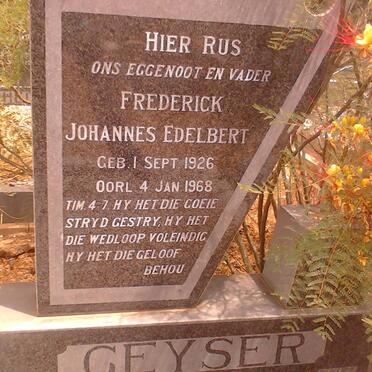 HIER RUS
ONS EGGENOOT EN VADER
FREDERICK
JOHANNES EDELBERT
GEB. 1 SEPT 1926
OORL 4 JAN 1968
TIM 4-7. HY HET DIE GOEIE
STRYD GESTRY, HY HET
DIE WEDLOOP VOLEINDIG
HY HET DIE GELOOF
BEHOU
GEYSER